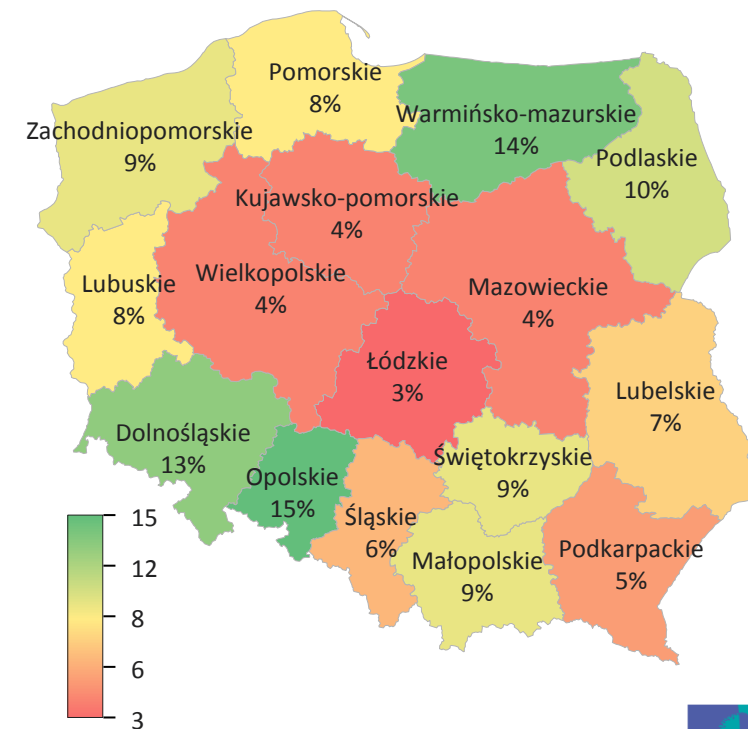 Pomorskie
8%
Warmińsko-mazurskie
14%
Zachodniopomorskie
9%
Podlaskie
10%
Kujawsko-pomorskie
4%
Wielkopolskie
4%
Lubuskie
8%
Mazowieckie
4%
Łódzkie
3%
Lubelskie
7%
Dolnośląskie
13%
Opolskie
15%
Świętokrzyskie
9%
Śląskie
6%
Małopolskie
9%
Podkarpackie
5%
15
12
8
6
3